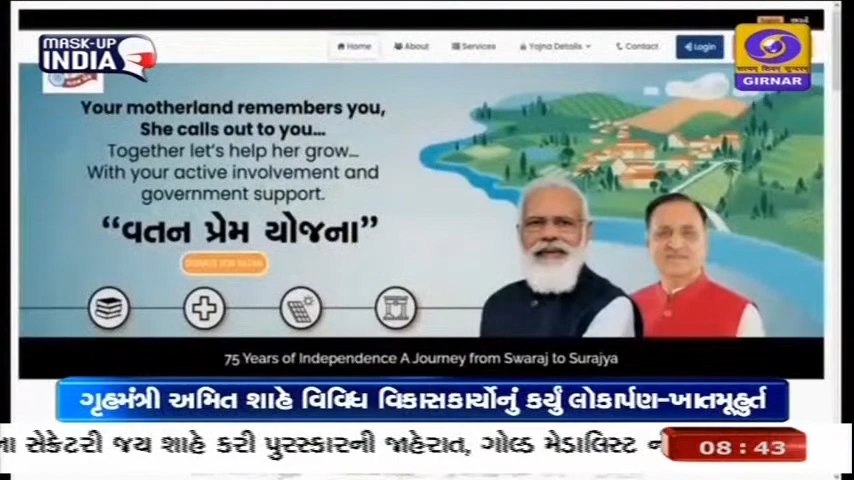 MASK-UP
INDIA
Home About Services Yojna Details Contact Login
GIRNAR
Your motherland remembers you,
She calls out to you...
Together let's help her grow...
With your active involvement and
government support.
“વતન પ્રેમ યોજના”
75 Years of Independence A Journey from Swaraj to Surajya
ગૃહમંત્રી અમિત શાહે વિવિધ વિકાસકાર્યોનું કર્યું લોકાર્પણ-ખાતમૂહુર્ત
ના સેક્રેટરી જય શાહે કરી પુરસ્કારની જાહેરાત, ગોલ્ડ મેડાલિસ્ટ
08:43